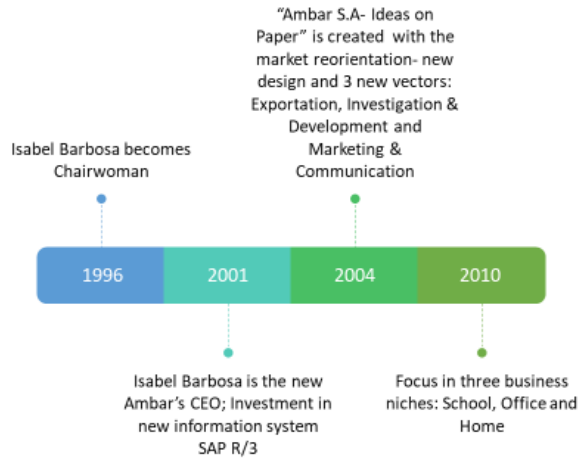 “Ambar S.A- Ideas on
Paper” is created with the
market reorientation- new
design and 3 new vectors:
Exportation, Investigation &
Development and
Marketing &
Communication
Isabel Barbosa becomes
Chairwoman
1996
2001
2004
2010
Isabel Barbosa is the new
Ambar’s CEO; Investment in
new information system
SAP R/3
Focus in three business
niches: School, Office and
Home